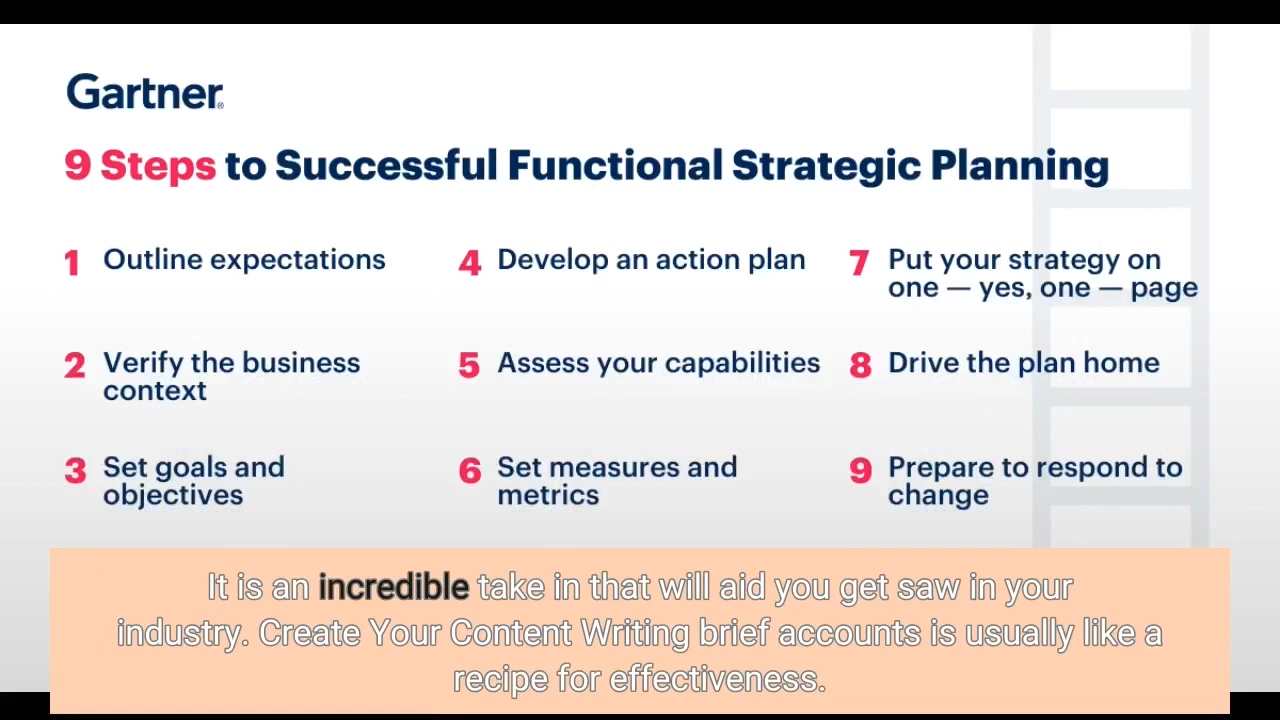 Gartner®
9 Steps to Successful Functional Strategic Planning
1 Outline expectations
2 Verify the business
context
3 Set goals and
objectives
4 Develop an action plan
5 Assess your capabilities
6 Set measures and
metrics
7 Put your strategy on
one — yes, one — page
8 Drive the plan home
9 Prepare to respond to
change
It is an incredible take in that will aid you get saw in your
industry. Create Your Content Writing brief accounts is usually like a
recipe for effectiveness.